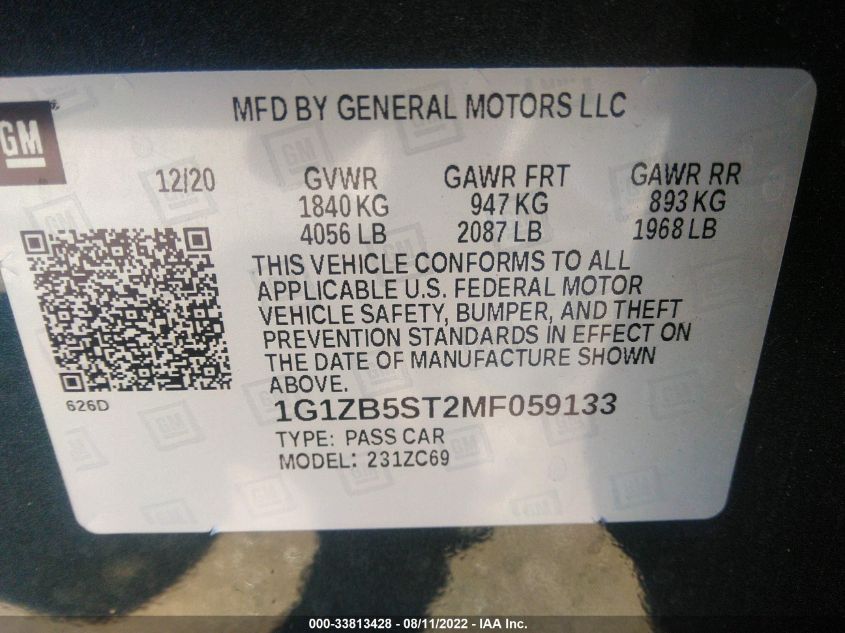 MFD BY GENERAL MOTORS LLC
GM
12/20 GVWR GAWR FRT GAWR RR
1840 KG 947 KG 893 KG
4056 LB 2087 LB 1968 LB
THIS VEHICLE CONFORMS TO ALL
APPLICABLE U.S. FEDERAL MOTOR
VEHICLE SAFETY, BUMPER, AND THEFT
PREVENTION STANDARDS IN EFFECT ON
THE DATE OF MANUFACTURE SHOWN
ABOVE.
626D
1G1ZB5ST2MF059133
TYPE: PASS CAR
MODEL: 231ZC69
000-33813428 - 08/11/2022 - IAA Inc.